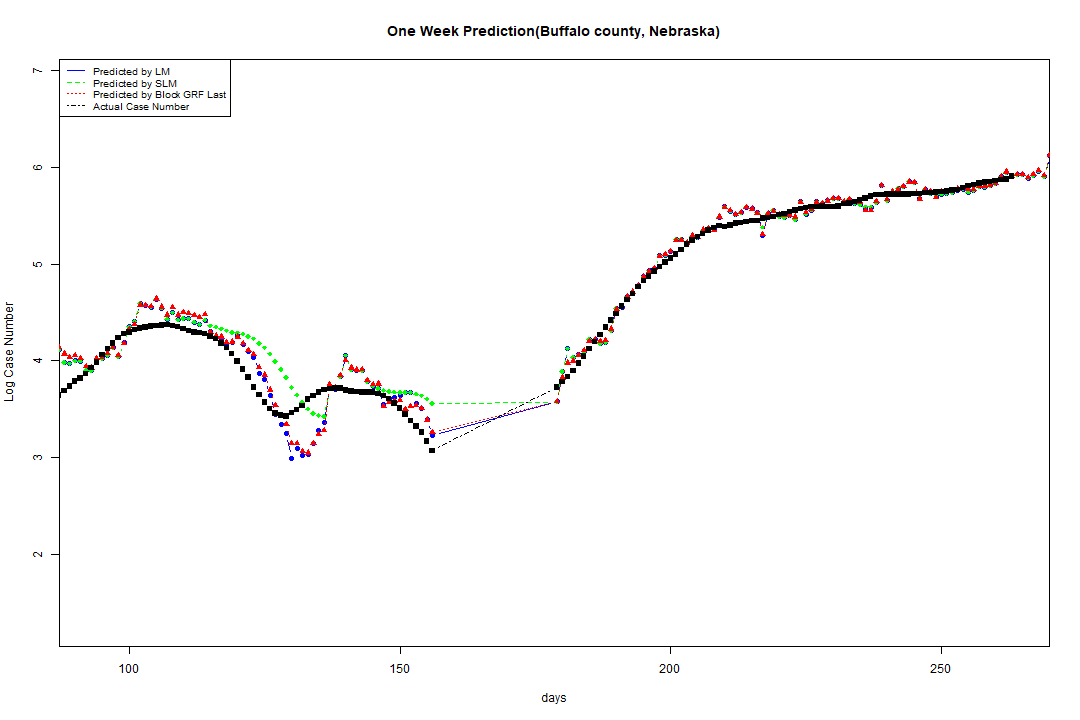 One Week Prediction(Buffalo county, Nebraska)
Predicted by LM
Predicted by SLM
Predicted by Block GRF Last
Actual Case Number
Log Case Number
7
6
5
4
3
2
100 150 200 250
days